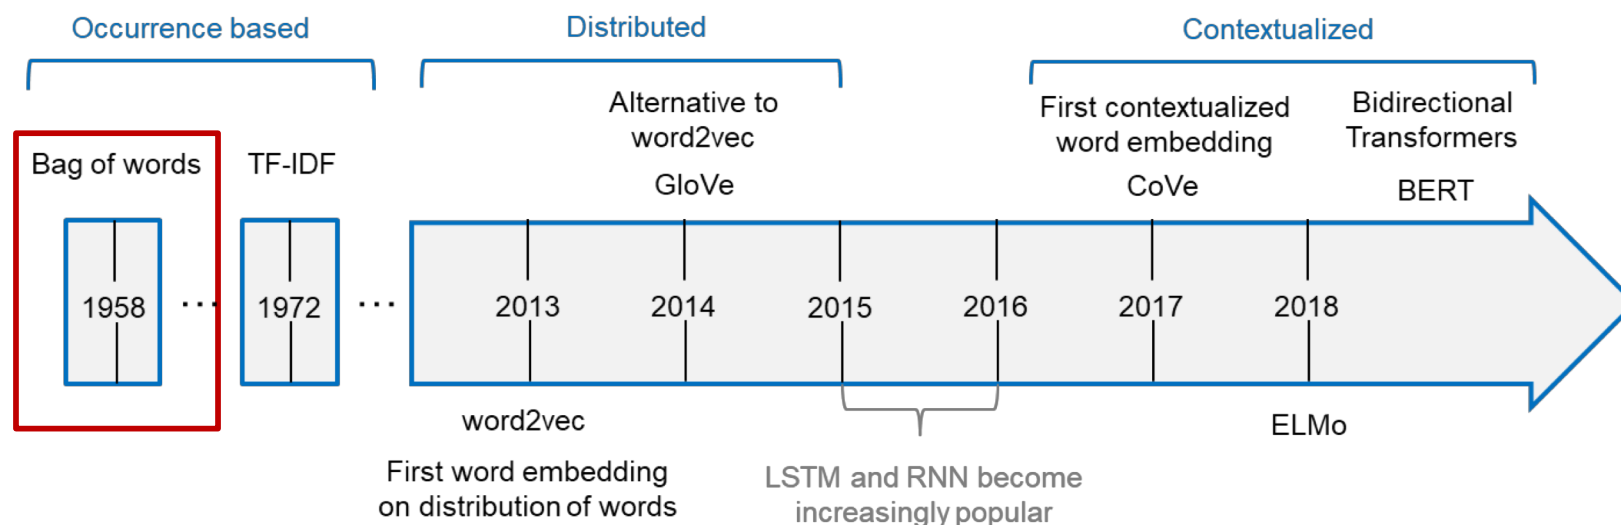 Occurrence based
Distributed
Contextualized
Alternative to
word2vec
First contextualized
word embedding
Bidirectional
Transformers
Bag of words
TF-IDF
GloVe
CoVe
BERT
1958
...
1972
...
2013
2014
2015
2016
2017
2018
word2vec
ELMo
First word embedding
on distribution of words
LSTM and RNN become
increasingly popular